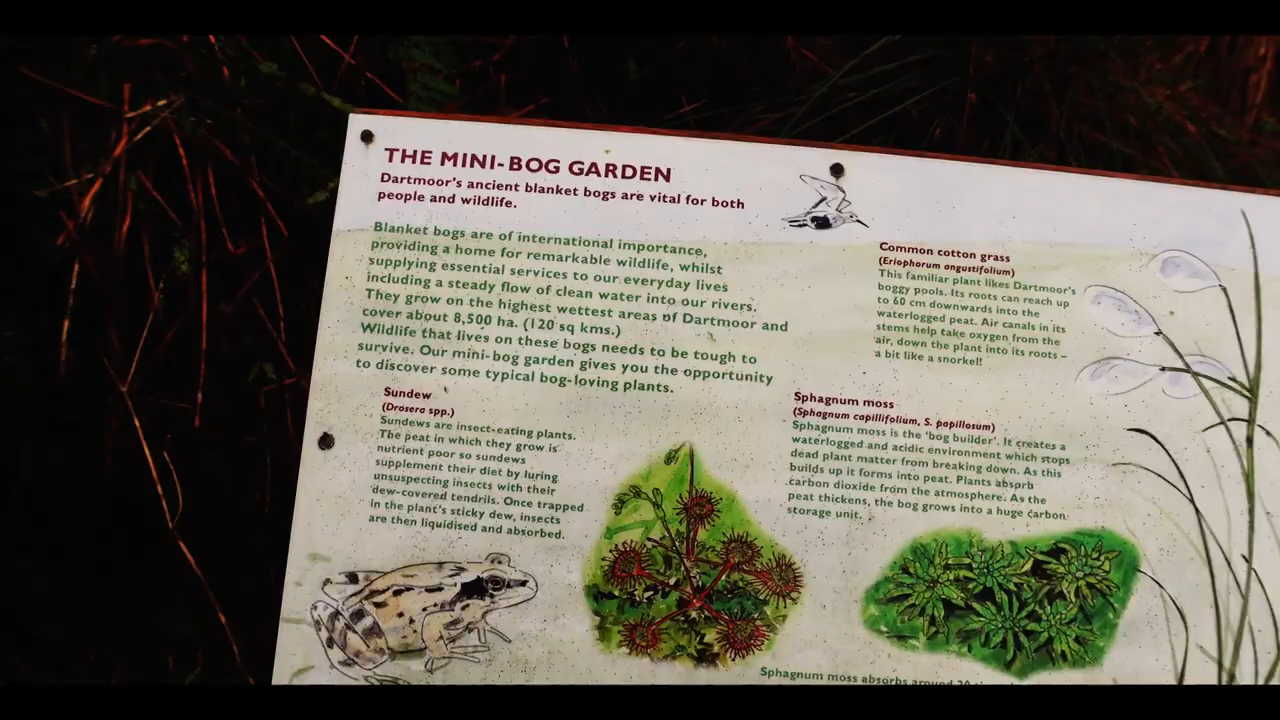 THE MINI-BOG GARDEN
Dartmoor's ancient blanket bogs are vital for both
people and wildlife.
Blanket bogs are of international importance,
providing a home for remarkable wildlife, whilst
supplying essential services to our everyday lives
including a steady flow of clean water into our rivers.
They grow on the highest wettest areas of Dartmoor and
cover about 8,500 ha. (120 sq kms.)
Wildlife that lives on these bogs needs to be tough to
survive. Our mini-bog garden gives you the opportunity
to discover some typical bog-loving plants.
Common cotton grass
(Eriophorum angustifolium)
This familiar plant likes Dartmoor's
boggy pools. Its roots can reach up
to 60 cm downwards into the
waterlogged peat. Air canals in its
stems help take oxygen from the
air, down the plant into its roots –
a bit like a snorkel!
Sundew
(Drosera spp.)
Sundews are insect-eating plants.
The peat in which they grow is
nutrient poor so sundews
supplement their diet by luring
unsuspecting insects with their
dew-covered tendrils. Once trapped
in the plant's sticky dew, insects
are then liquidised and absorbed.
Sphagnum moss
(Sphagnum capillifolium, S. papillosum)
Sphagnum moss is the 'bog builder'. It creates a
waterlogged and acidic environment which stops
dead plant matter from breaking down. As this
builds up it forms into peat. Plants absorb
carbon dioxide from the atmosphere. As the
peat thickens, the bog grows into a huge carbon
storage unit.
Sphagnum moss absorbs around